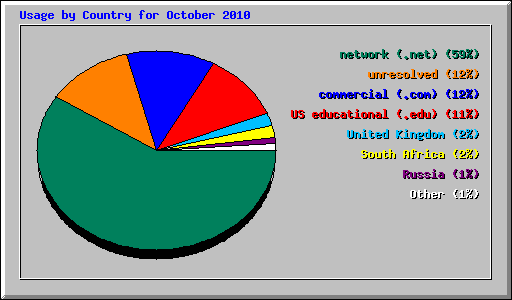 Usage by Country for October 2010
network (.net) (59%)
unresolved (12%)
commercial (.com) (12%)
US educational (.edu) (11%)
United Kingdom (2%)
South Africa (2%)
Russia (1%)
Other (1%)